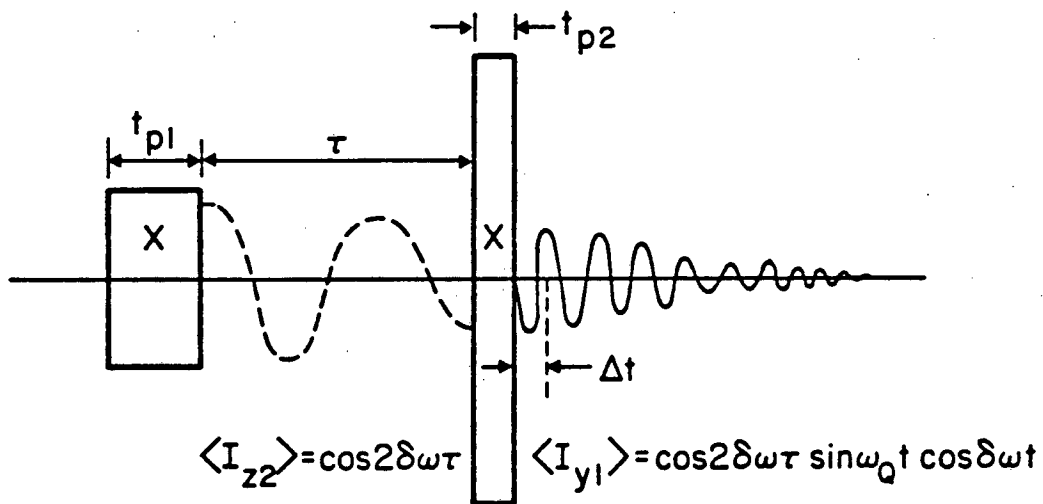 t_p2
t_p1
τ
X
X
Δt
⟨I_z2⟩=cos2δωτ
⟨I_y1⟩=cos2δωτ sinω_Q t cosδωt